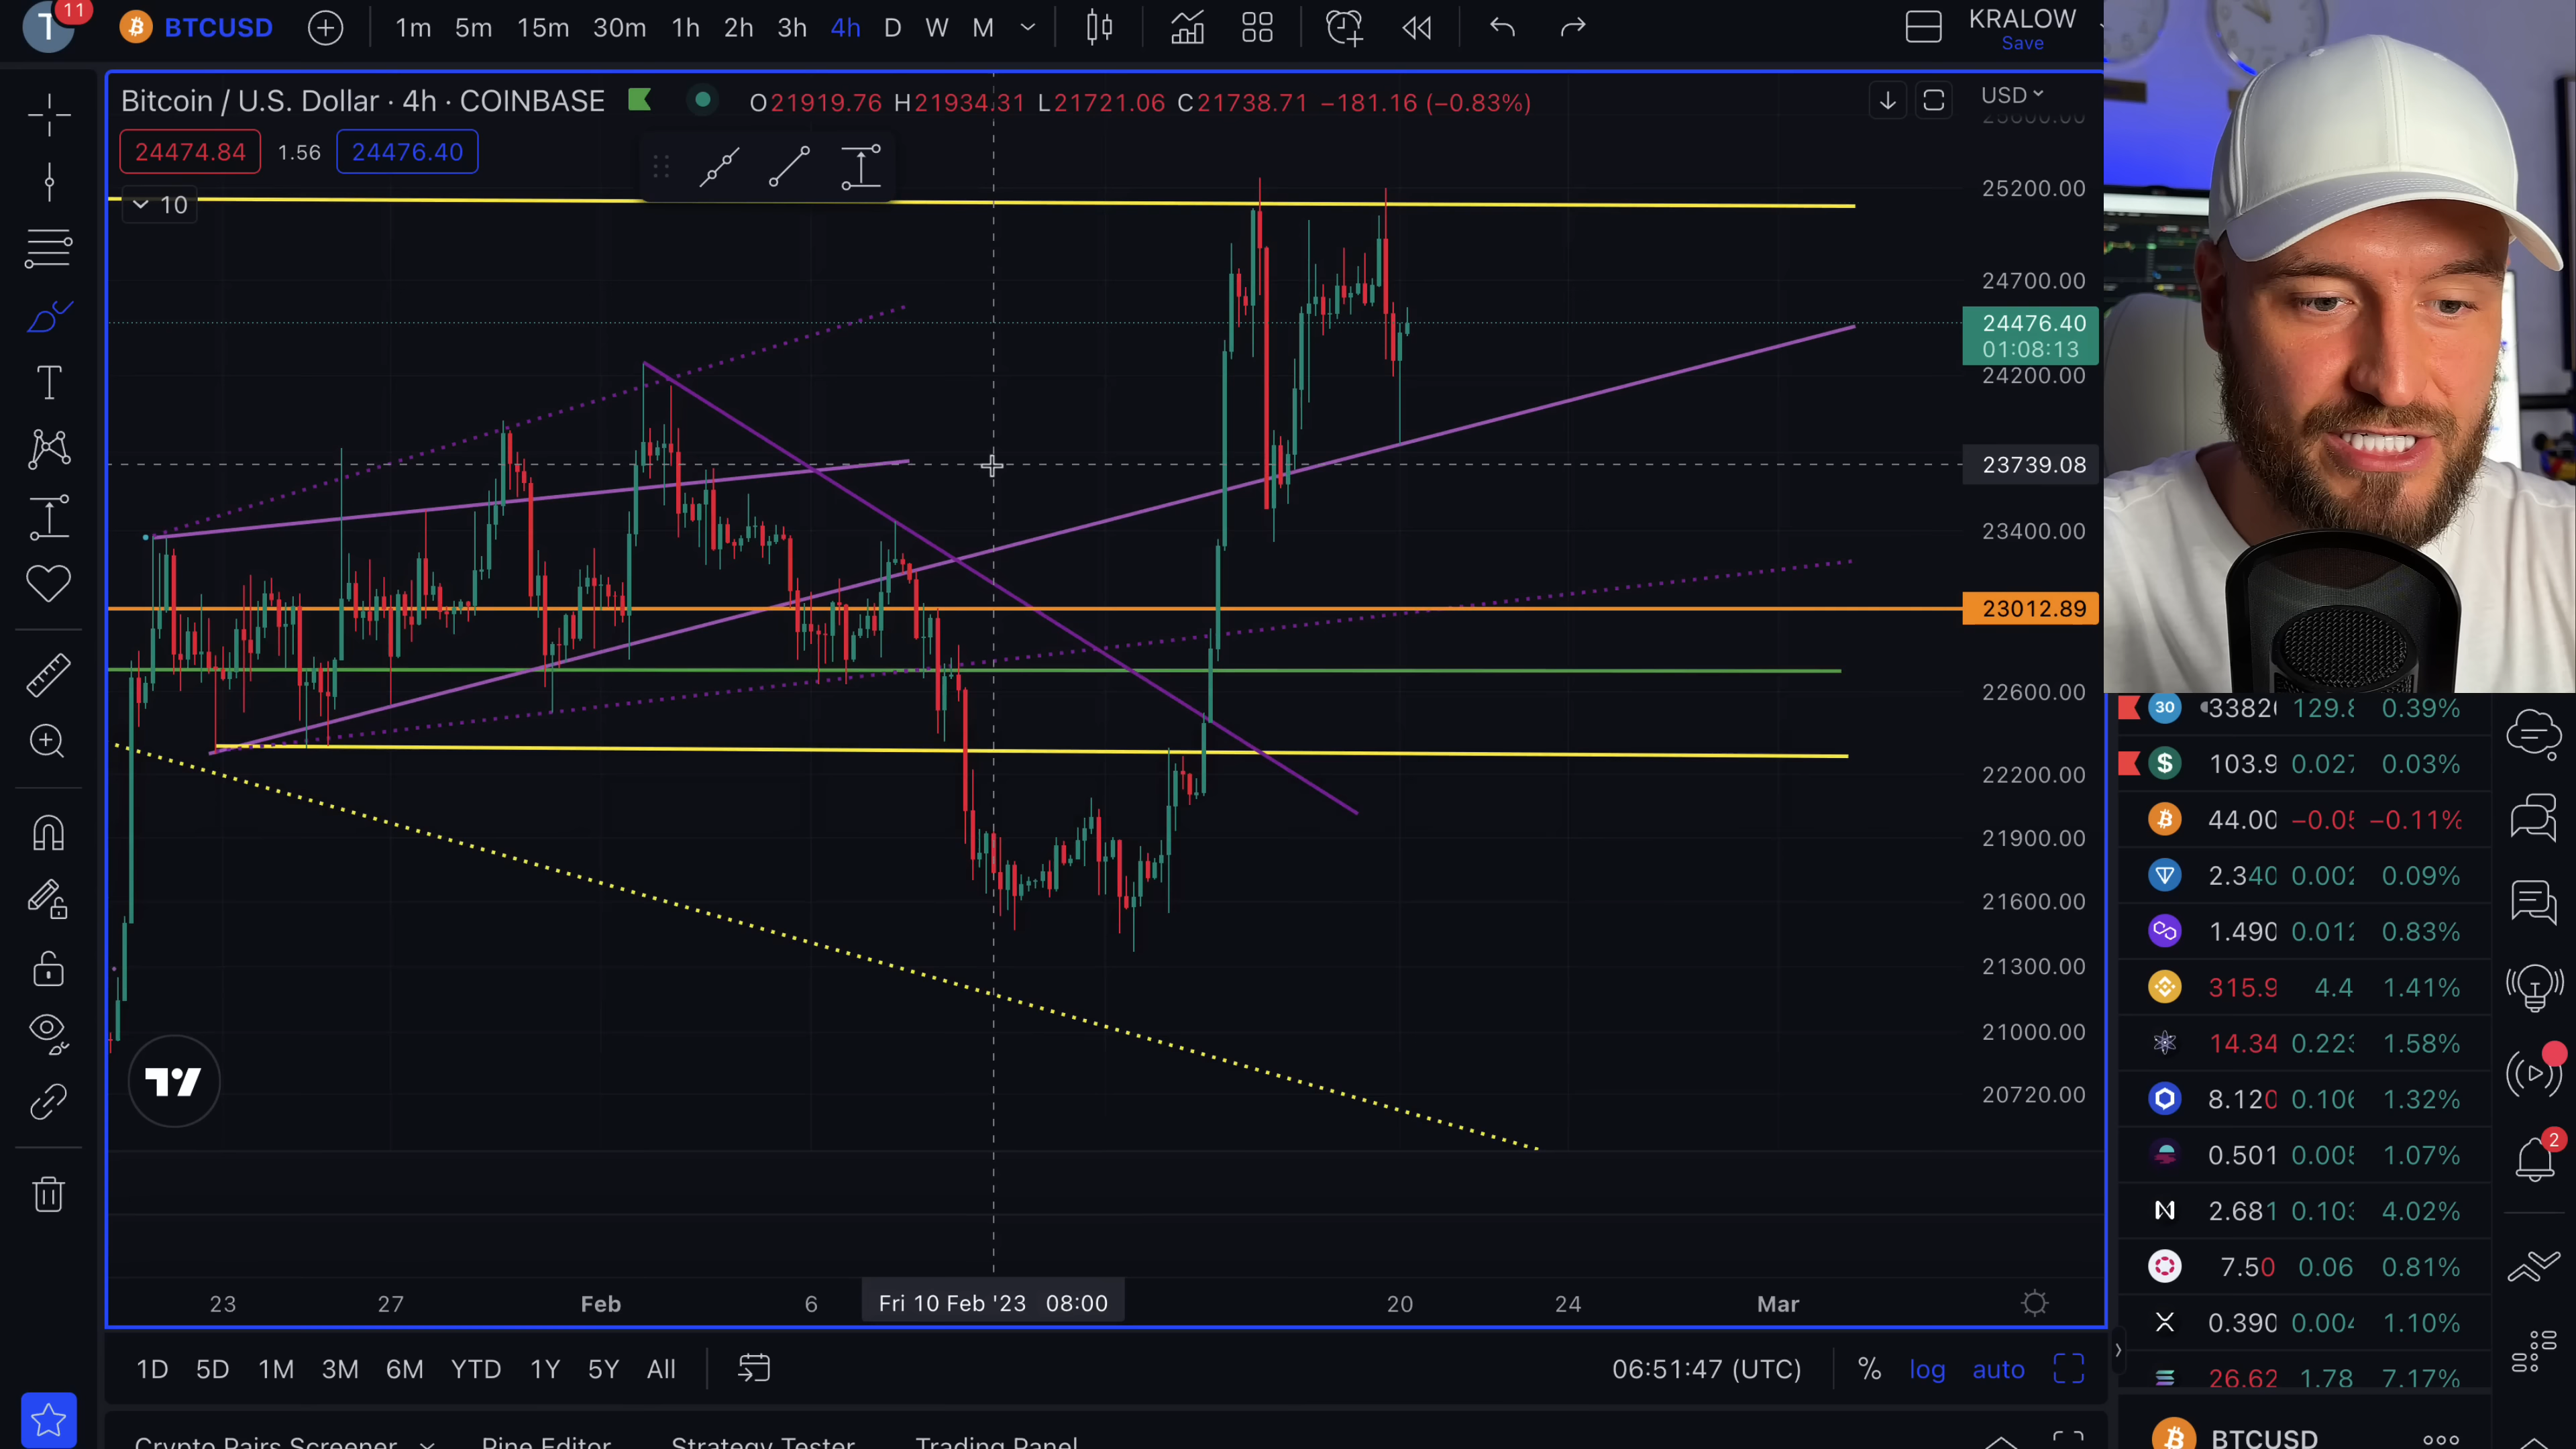 T 11 BTCUSD 1m 5m 15m 30m 1h 2h 3h 4h D W M KRALOW
Save
Bitcoin / U.S. Dollar · 4h · COINBASE O21919.76 H21934.31 L21721.06 C21738.71 −181.16 (−0.83%) USD
24474.84 1.56 24476.40
10
25200.00
24700.00
24476.40
01:08:13
24200.00
23739.08
23400.00
23012.89
22600.00
22200.00
21900.00
21600.00
21300.00
21000.00
20720.00
23 27 Feb 6 Fri 10 Feb '23 08:00 20 24 Mar
1D 5D 1M 3M 6M YTD 1Y 5Y All 06:51:47 (UTC) % log auto
Crypto Pairs Screener Pine Editor Strategy Tester Trading Panel
30 3382 129.8 0.39%
$ 103.9 0.027 0.03%
44.00 −0.05 −0.11%
2.340 0.002 0.09%
1.490 0.012 0.83%
315.9 4.4 1.41%
14.34 0.223 1.58%
8.120 0.106 1.32%
0.501 0.005 1.07%
2.681 0.103 4.02%
7.50 0.06 0.81%
0.390 0.004 1.10%
26.62 1.78 7.17%
BTCUSD
2